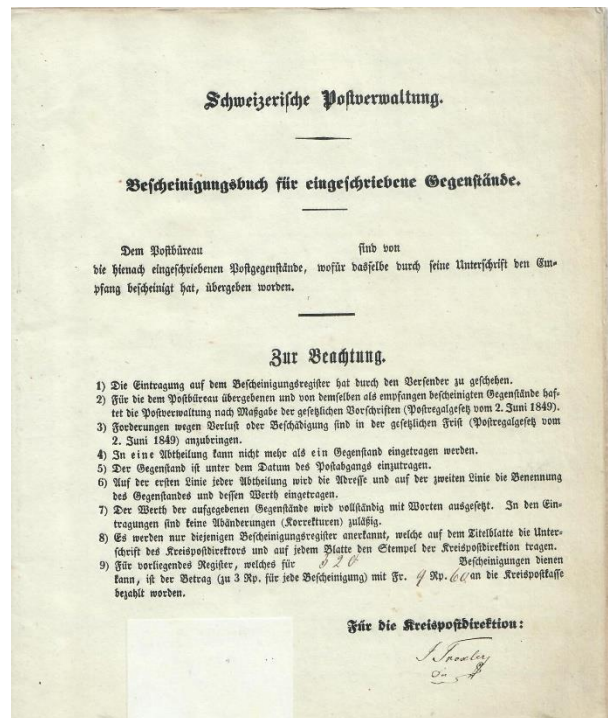 Schweizerische Postverwaltung.
Bescheinigungsbuch für eingeschriebene Gegenstände.
Dem Postbüreau sind von
die hienach eingeschriebenen Postgegenstände, wofür dasselbe durch seine Unterschrift den Em-
pfang bescheinigt hat, übergeben worden.
Zur Beachtung.
1) Die Eintragung auf dem Bescheinigungsregister hat durch den Versender zu geschehen.
2) Für die dem Postbüreau übergebenen und von demselben als empfangen bescheinigten Gegenstände haf-
tet die Postverwaltung nach Maßgabe der gesetzlichen Vorschriften (Postregalgesetz vom 2. Juni 1849).
3) Forderungen wegen Verlust oder Beschädigung sind in der gesetzlichen Frist (Postregalgesetz vom
2. Juni 1849) anzubringen.
4) In eine Abtheilung kann nicht mehr als ein Gegenstand eingetragen werden.
5) Der Gegenstand ist unter dem Datum des Postabgangs einzutragen.
6) Auf der ersten Linie jeder Abtheilung wird die Adresse und auf der zweiten Linie die Benennung
des Gegenstandes und dessen Werth eingetragen.
7) Der Werth der aufgegebenen Gegenstände wird vollständig mit Worten ausgesetzt. In den Ein-
tragungen sind keine Abänderungen (Korrekturen) zuläßig.
8) Es werden nur diejenigen Bescheinigungsregister anerkannt, welche auf dem Titelblatte die Unter-
schrift des Kreispostdirektors und auf jedem Blatte den Stempel der Kreispostdirektion tragen.
9) Für vorliegendes Register, welches für 320 Bescheinigungen dienen
kann, ist der Betrag (zu 3 Rp. für jede Bescheinigung) mit Fr. 9 Rp. 60 an die Kreispostkasse
bezahlt worden.
Für die Kreispostdirektion:
J. Troxler